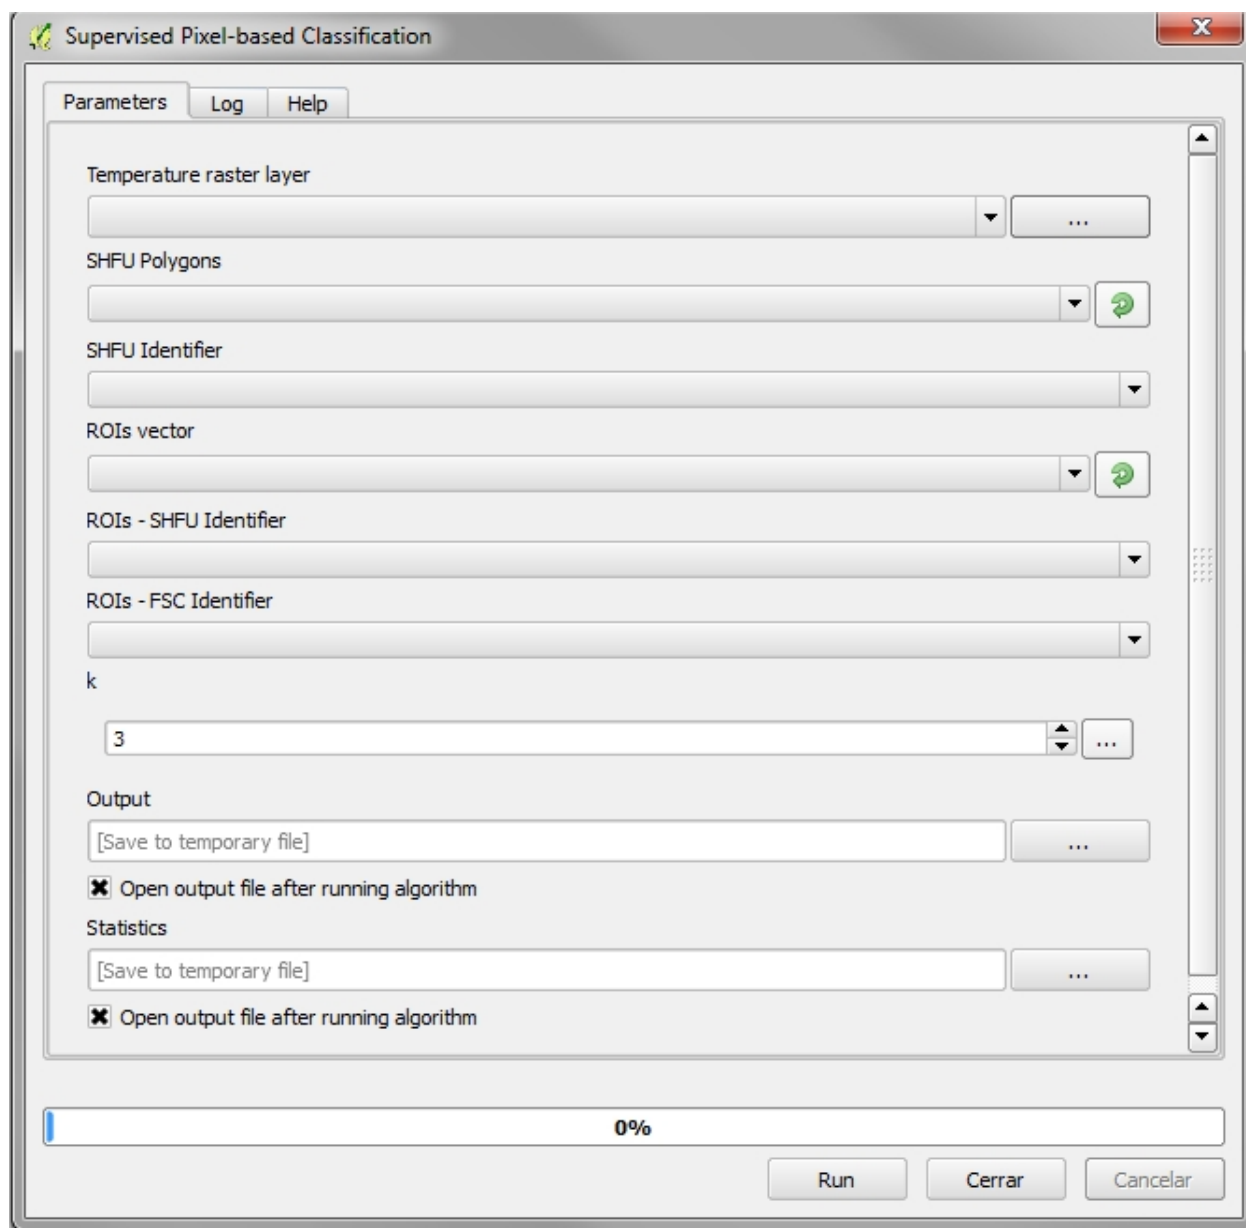 Supervised Pixel-based Classification
Parameters Log Help
Temperature raster layer
...
SHFU Polygons
SHFU Identifier
ROIs vector
ROIs - SHFU Identifier
ROIs - FSC Identifier
k
3 ...
Output
[Save to temporary file] ...
Open output file after running algorithm
Statistics
[Save to temporary file] ...
Open output file after running algorithm
0%
Run Cerrar Cancelar